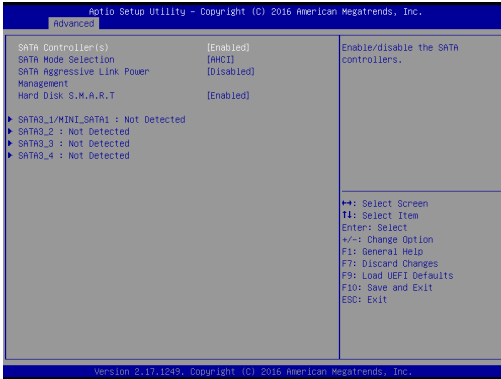 Aptio Setup Utility – Copyright (C) 2016 American Megatrends, Inc.
Advanced
SATA Controller(s) [Enabled]
SATA Mode Selection [AHCI]
SATA Aggressive Link Power [Disabled]
Management
Hard Disk S.M.A.R.T [Enabled]
SATA3_1/MINI_SATA1 : Not Detected
SATA3_2 : Not Detected
SATA3_3 : Not Detected
SATA3_4 : Not Detected
Enable/disable the SATA
controllers.
↔: Select Screen
↑↓: Select Item
Enter: Select
+/-: Change Option
F1: General Help
F7: Discard Changes
F9: Load UEFI Defaults
F10: Save and Exit
ESC: Exit
Version 2.17.1249. Copyright (C) 2016 American Megatrends, Inc.